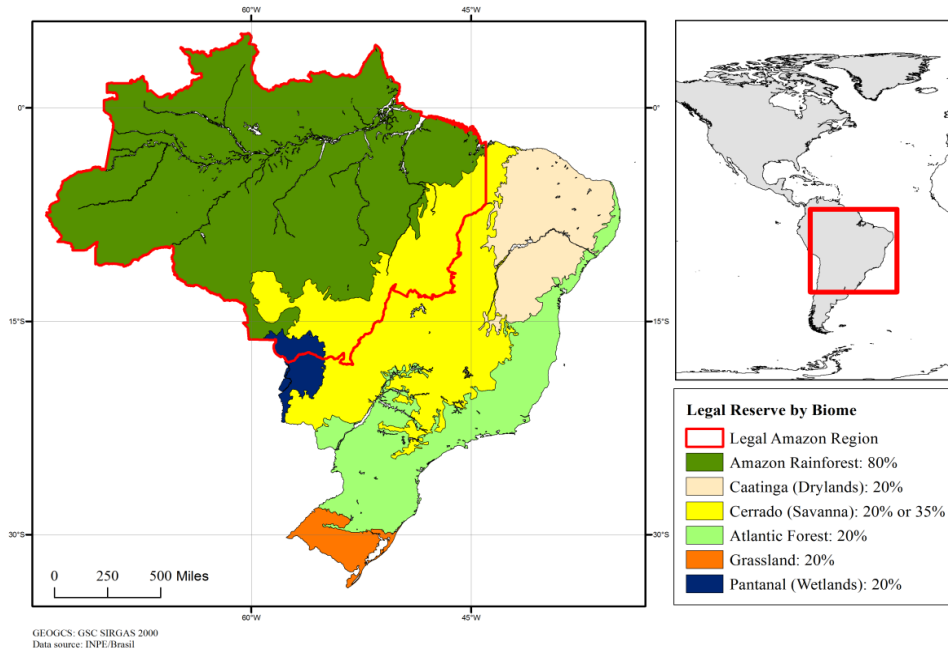 60°W
45°W
0°
0°
15°S
15°S
30°S
30°S
0
250
500 Miles
60°W
45°W
GEOGCS: GSC SIRGAS 2000
Data source: INPE/Brasil
Legal Reserve by Biome
Legal Amazon Region
Amazon Rainforest: 80%
Caatinga (Drylands): 20%
Cerrado (Savanna): 20% or 35%
Atlantic Forest: 20%
Grassland: 20%
Pantanal (Wetlands): 20%